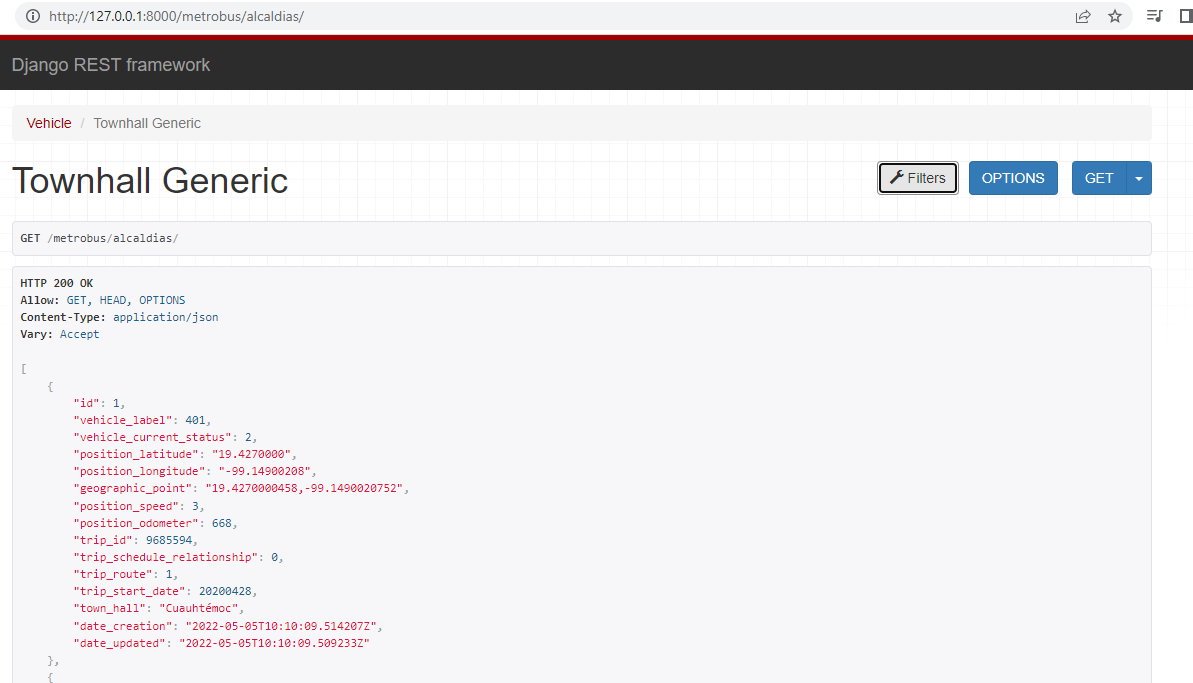 http://127.0.0.1:8000/metrobus/alcaldias/
Django REST framework
Vehicle / Townhall Generic
Townhall Generic
Filters
OPTIONS
GET
GET /metrobus/alcaldias/
HTTP 200 OK
Allow: GET, HEAD, OPTIONS
Content-Type: application/json
Vary: Accept
[
    {
        "id": 1,
        "vehicle_label": 401,
        "vehicle_current_status": 2,
        "position_latitude": "19.4270000",
        "position_longitude": "-99.14900208",
        "geographic_point": "19.4270000458,-99.1490020752",
        "position_speed": 3,
        "position_odometer": 668,
        "trip_id": 9685594,
        "trip_schedule_relationship": 0,
        "trip_route": 1,
        "trip_start_date": 20200428,
        "town_hall": "Cuauhtémoc",
        "date_creation": "2022-05-05T10:10:09.514207Z",
        "date_updated": "2022-05-05T10:10:09.509233Z"
    },
    {